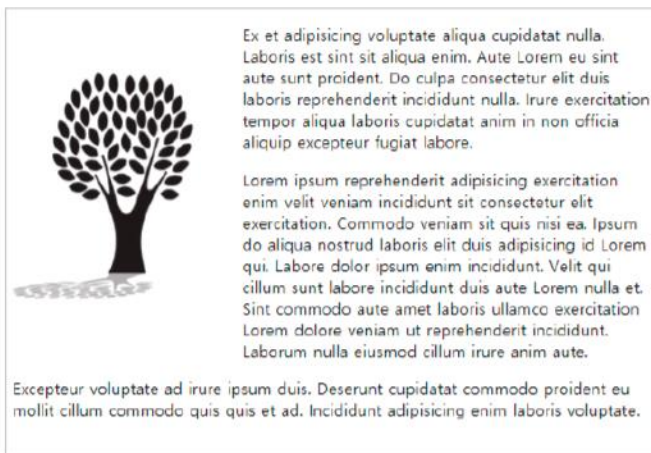 Ex et adipisicing voluptate aliqua cupidatat nulla.
Laboris est sint sit aliqua enim. Aute Lorem eu sint
aute sunt proident. Do culpa consectetur elit duis
laboris reprehenderit incididunt nulla. Irure exercitation
tempor aliqua laboris cupidatat anim in non officia
aliquip excepteur fugiat labore.
Lorem ipsum reprehenderit adipisicing exercitation
enim velit veniam incididunt sit consectetur elit
exercitation. Commodo veniam sit quis nisi ea. Ipsum
do aliqua nostrud laboris elit duis adipisicing id Lorem
qui. Labore dolor ipsum enim incididunt. Velit qui
cillum sunt labore incididunt duis aute Lorem nulla et.
Sint commodo aute amet laboris ullamco exercitation
Lorem dolore veniam ut reprehenderit incididunt.
Laborum nulla eiusmod cillum irure anim aute.
Excepteur voluptate ad irure ipsum duis. Deserunt cupidatat commodo proident eu
mollit cillum commodo quis quis et ad. Incididunt adipisicing enim laboris voluptate.